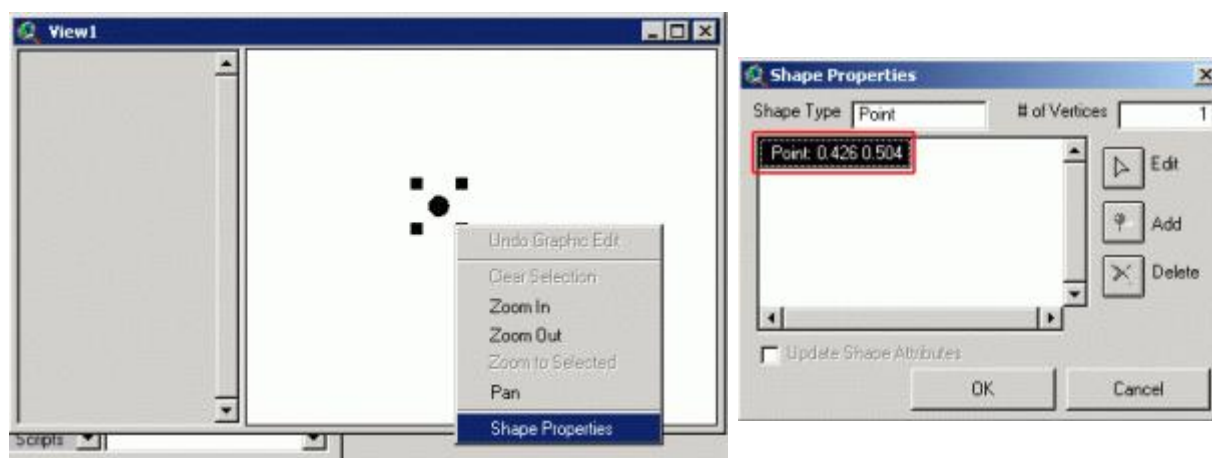 View1
Undo Graphic Edit
Clear Selection
Zoom In
Zoom Out
Zoom to Selected
Pan
Shape Properties
Scripts
Shape Properties
Shape Type Point # of Vertices 1
Point: 0.426 0.504
Edit
Add
Delete
Update Shape Attributes
OK Cancel